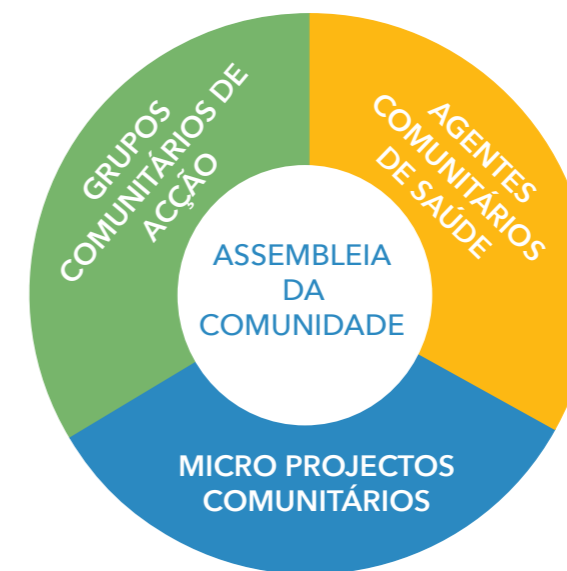 GRUPOS
COMUNITÁRIOS DE
ACÇÃO
AGENTES
COMUNITÁRIOS
DE SAÚDE
ASSEMBLEIA
DA
COMUNIDADE
MICRO PROJECTOS
COMUNITÁRIOS